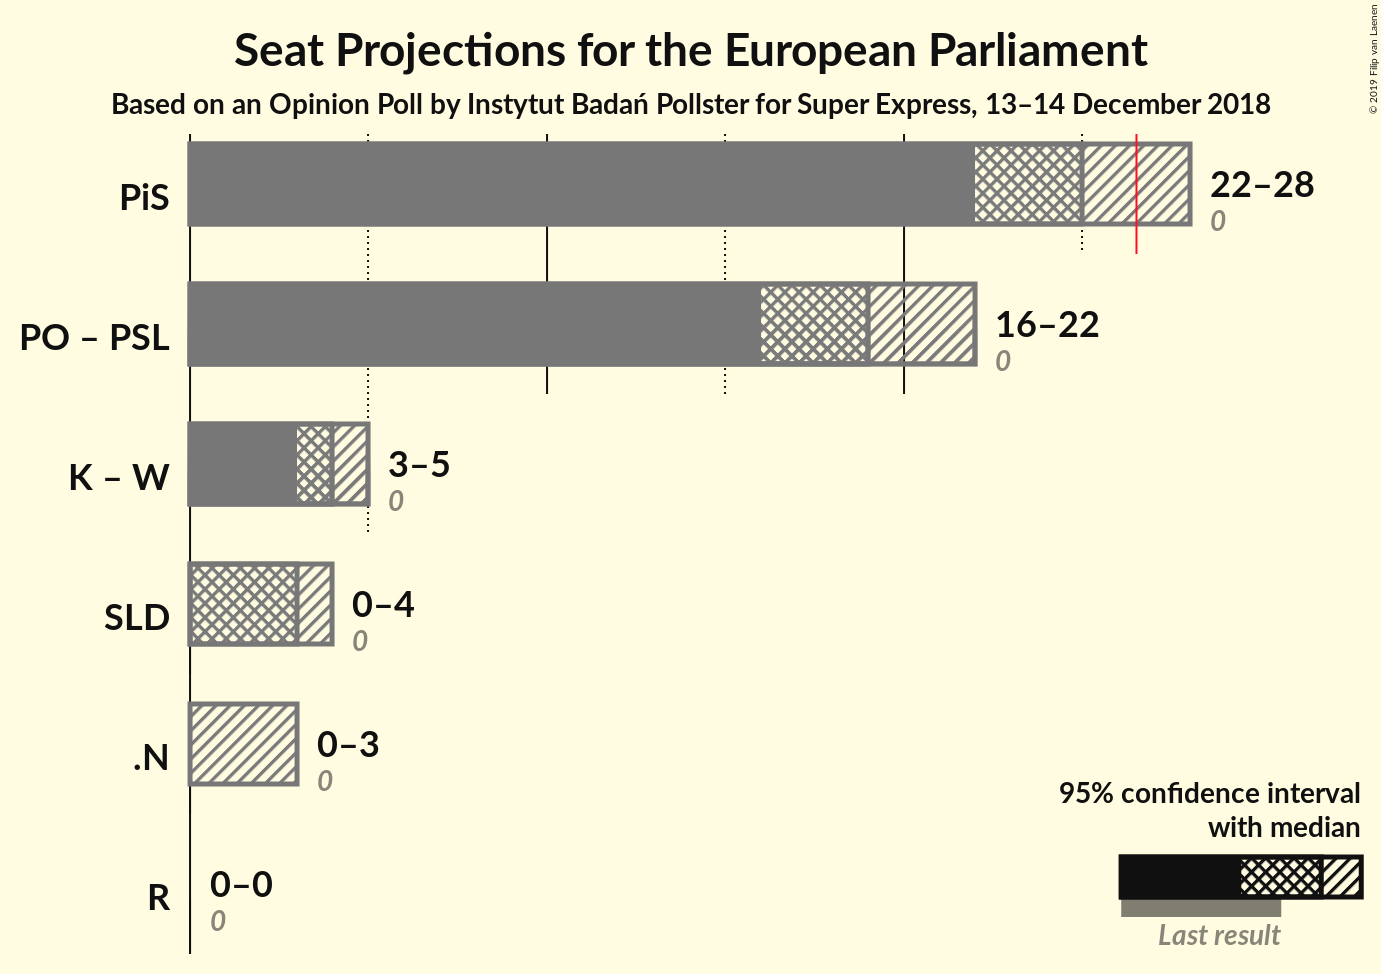 Seat Projections for the European Parliament
Based on an Opinion Poll by Instytut Badań Pollster for Super Express, 13–14 December 2018
© 2019 Filip van Laenen
PiS
22–28
0
PO – PSL
16–22
0
K – W
3–5
0
SLD
0–4
0
.N
0–3
0
R
0–0
0
95% confidence interval
with median
Last result